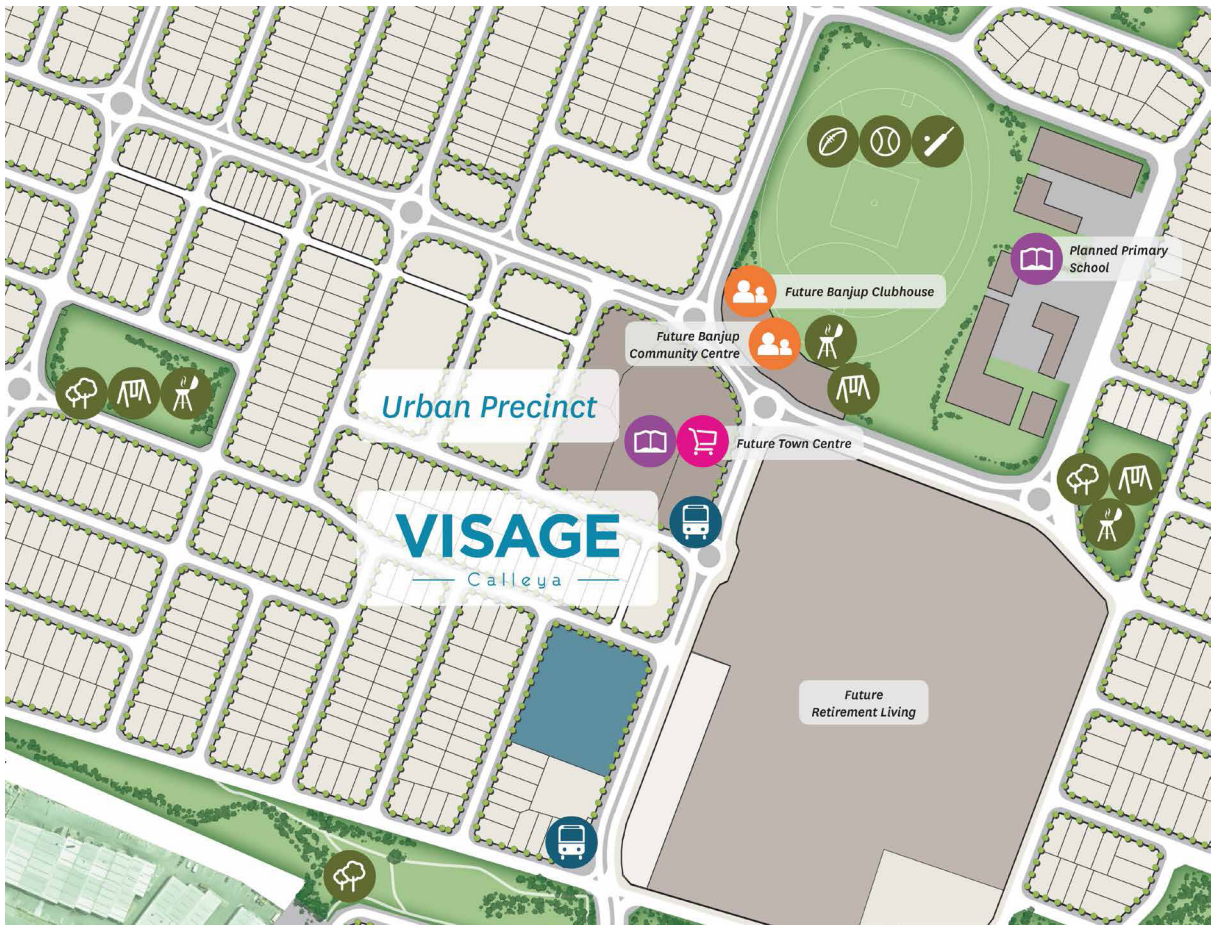 Planned Primary
School
Future Banjup Clubhouse
Future Banjup
Community Centre
Urban Precinct
Future Town Centre
VISAGE
Calleya
Future
Retirement Living